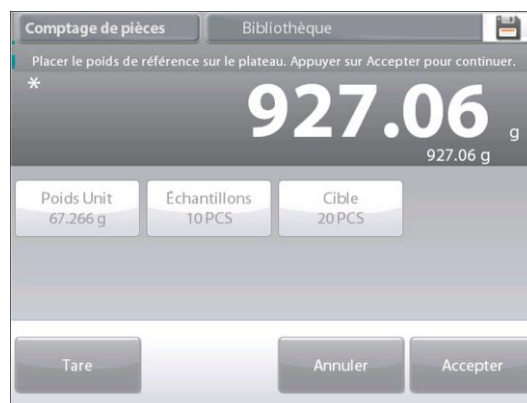 Comptage de pièces Bibliothèque
Placer le poids de référence sur le plateau. Appuyer sur Accepter pour continuer.
*
927.06 g
927.06 g
Poids Unit Échantillons Cible
67.266 g 10 PCS 20 PCS
Tare Annuler Accepter